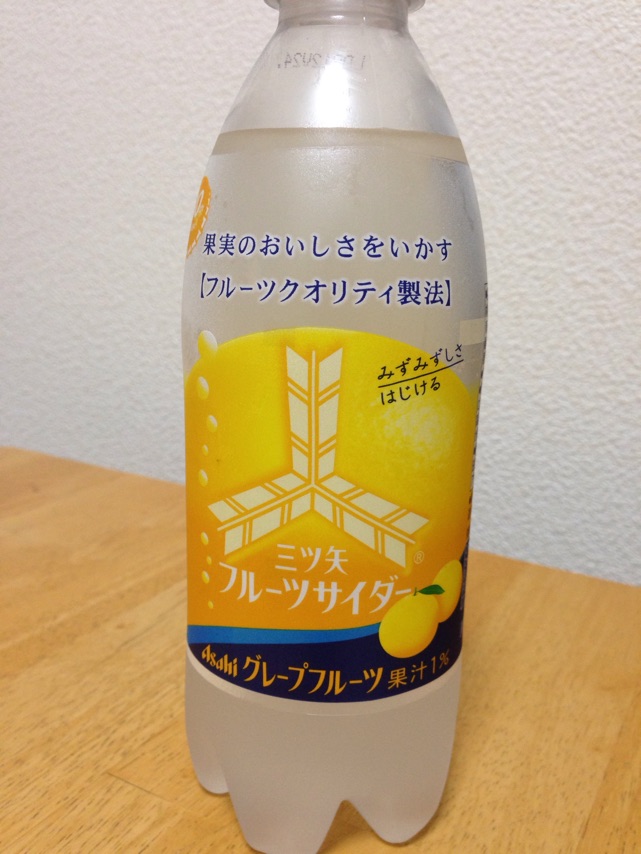 果実のおいしさをいかす
【フルーツクオリティ製法】
みずみずしさ
はじける
三ツ矢®
フルーツサイダー
Asahi グレープフルーツ 果汁1%